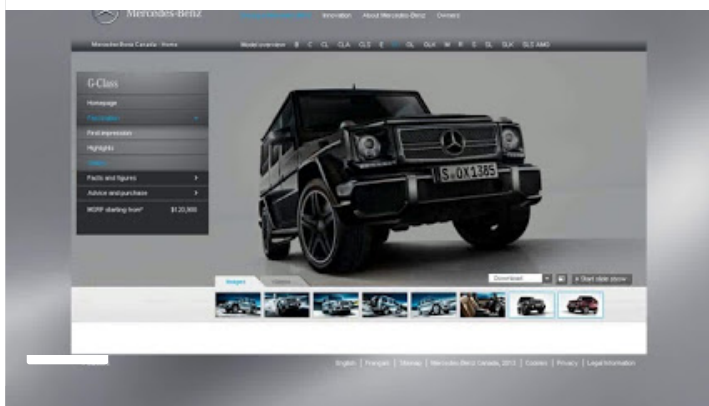 Mercedes-Benz
Innovation About Mercedes-Benz Owners
Mercedes-Benz Canada - Home
Model overview B C CL CLA CLS E G GL GLK M R S SL SLK SLS AMG
G-Class
Homepage
Fascination
First impression
Highlights
Facts and figures >
Advice and purchase >
MSRP starting from* $120,900
S·QX1385
Images
Download
Start slide show
English | Français | Sitemap | Mercedes-Benz Canada, 2013 | Cookies | Privacy | Legal information